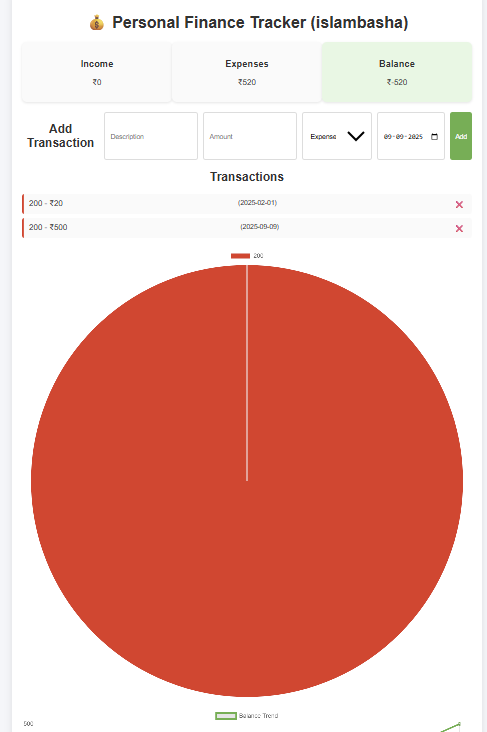 💰 Personal Finance Tracker (islambasha)
Income
₹0
Expenses
₹520
Balance
₹-520
Add Transaction
Description
Amount
Expense
09-09-2025
Add
Transactions
200 - ₹20 (2025-02-01) ✕
200 - ₹500 (2025-09-09) ✕
200
Balance Trend
500